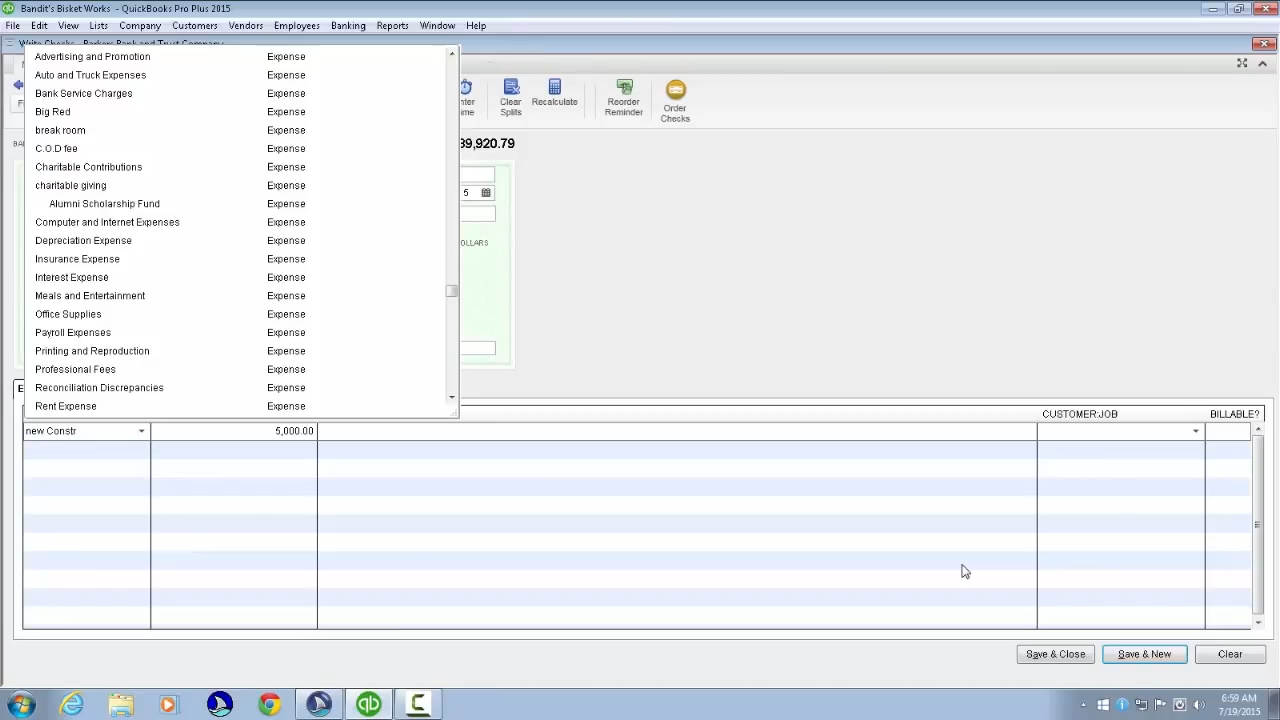 Bandit's Bisket Works - QuickBooks Pro Plus 2015
File Edit View Lists Company Customers Vendors Employees Banking Reports Window Help
Write Checks - Barkers Bank and Trust Company
Advertising and Promotion Expense
Auto and Truck Expenses Expense
Bank Service Charges Expense
Big Red Expense
break room Expense
C.O.D fee Expense
Charitable Contributions Expense
charitable giving Expense
Alumni Scholarship Fund Expense
Computer and Internet Expenses Expense
Depreciation Expense Expense
Insurance Expense Expense
Interest Expense Expense
Meals and Entertainment Expense
Office Supplies Expense
Payroll Expenses Expense
Printing and Reproduction Expense
Professional Fees Expense
Reconciliation Discrepancies Expense
Rent Expense Expense
Clear Splits
Recalculate
Reorder Reminder
Order Checks
39,920.79
5
OLLARS
CUSTOMER:JOB BILLABLE?
new Constr 5,000.00
Save & Close Save & New Clear
6:59 AM
7/19/2015